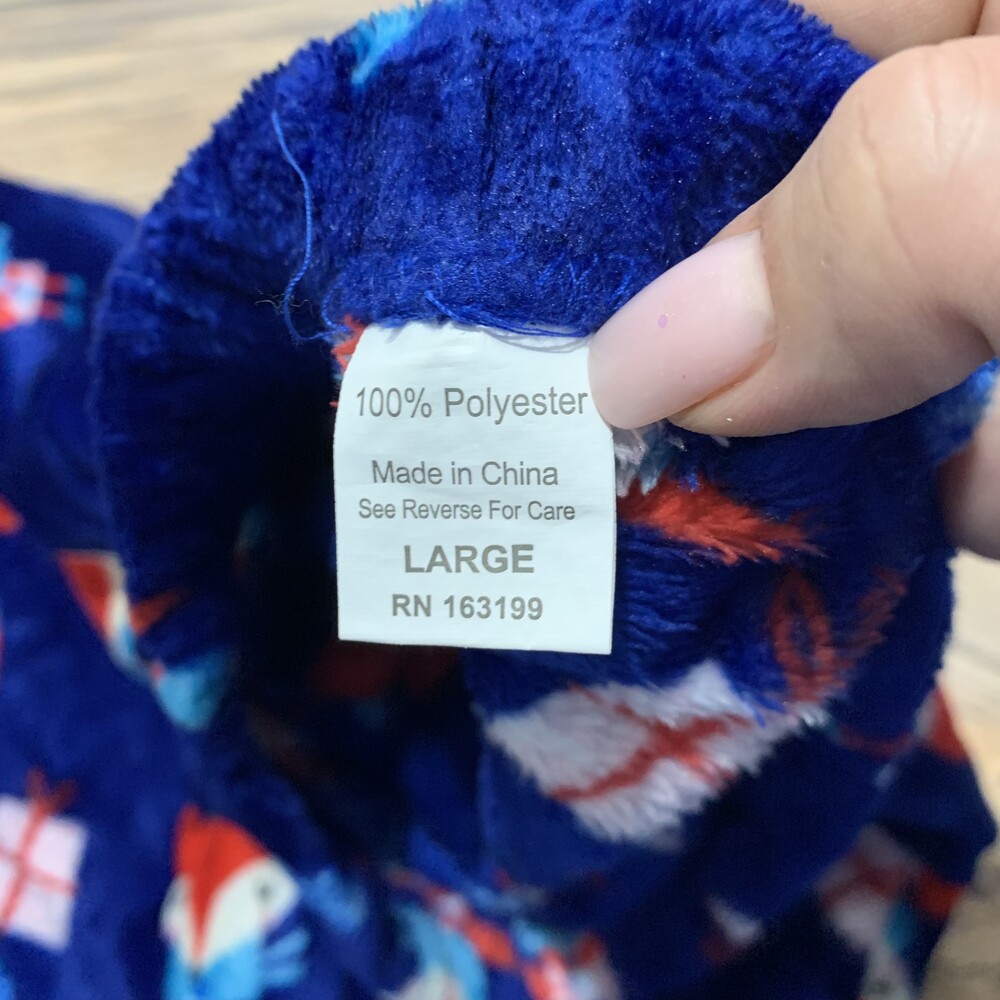 100% Polyester
Made in China
See Reverse For Care
LARGE
RN 163199